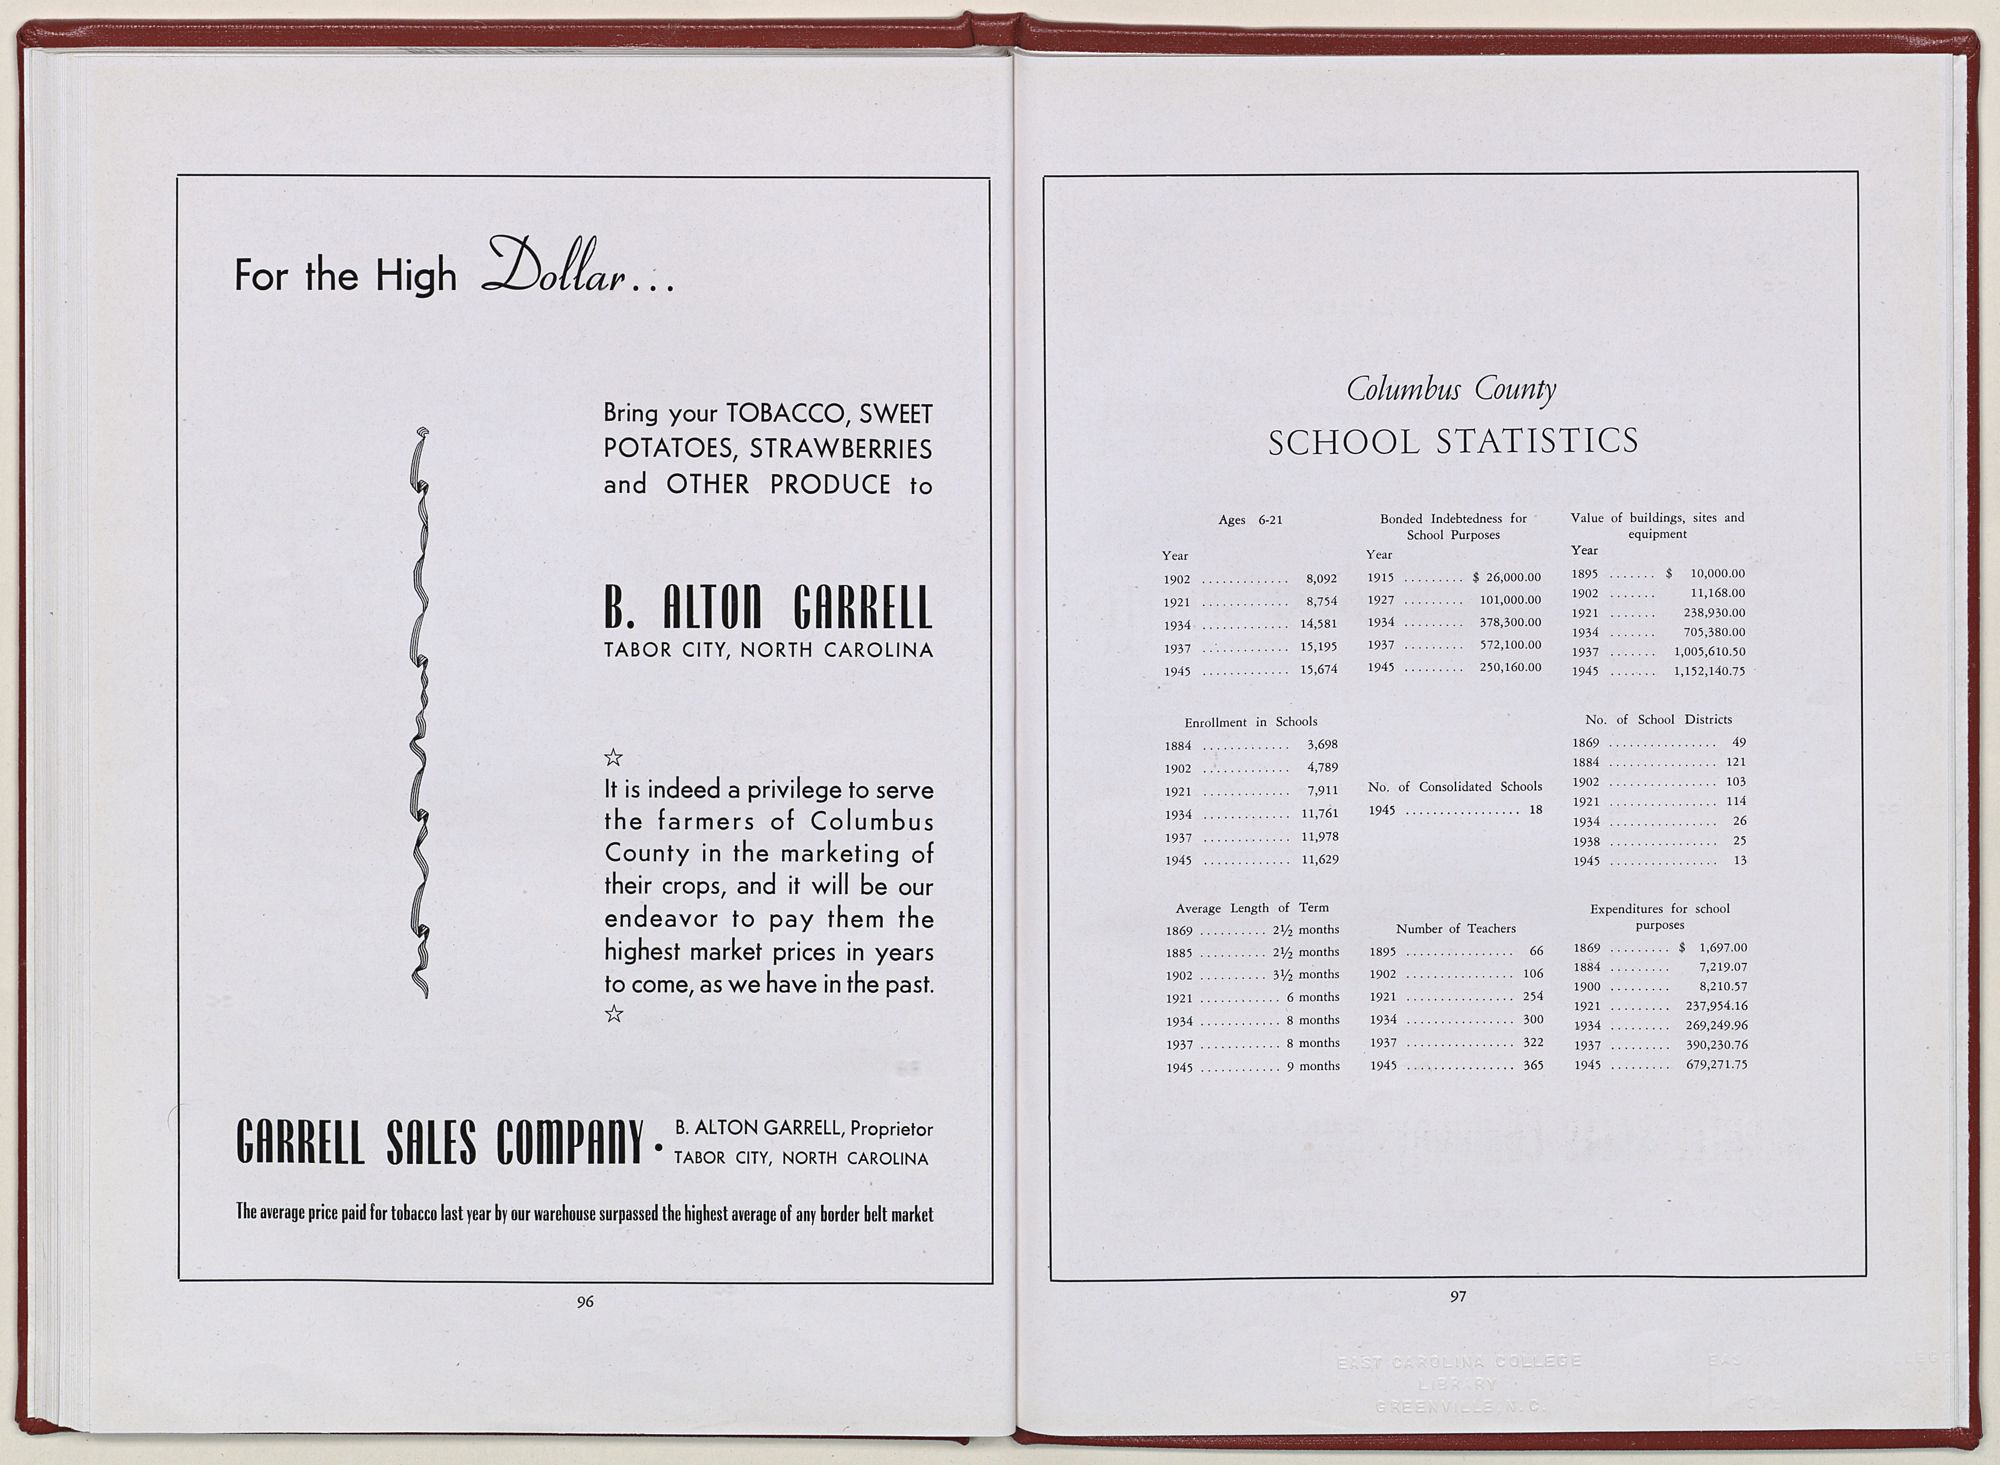 For the High Dollar...
Bring your TOBACCO, SWEET
POTATOES, STRAWBERRIES
and OTHER PRODUCE to
B. ALTON GARRELL
TABOR CITY, NORTH CAROLINA
☆
It is indeed a privilege to serve
the farmers of Columbus
County in the marketing of
their crops, and it will be our
endeavor to pay them the
highest market prices in years
to come, as we have in the past.
☆
GARRELL SALES COMPANY • B. ALTON GARRELL, Proprietor
TABOR CITY, NORTH CAROLINA
The average price paid for tobacco last year by our warehouse surpassed the highest average of any border belt market
96
Columbus County
SCHOOL STATISTICS
Ages 6-21
Year
1902 ............. 8,092
1921 ............. 8,754
1934 ............. 14,581
1937 ............. 15,195
1945 ............. 15,674
Bonded Indebtedness for
School Purposes
Year
1915 ......... $ 26,000.00
1927 ......... 101,000.00
1934 ......... 378,300.00
1937 ......... 572,100.00
1945 ......... 250,160.00
Value of buildings, sites and
equipment
Year
1895 ....... $ 10,000.00
1902 ....... 11,168.00
1921 ....... 238,930.00
1934 ....... 705,380.00
1937 ....... 1,005,610.50
1945 ....... 1,152,140.75
Enrollment in Schools
1884 ............. 3,698
1902 ............. 4,789
1921 ............. 7,911
1934 ............. 11,761
1937 ............. 11,978
1945 ............. 11,629
No. of Consolidated Schools
1945 ................. 18
No. of School Districts
1869 ................ 49
1884 ................ 121
1902 ................ 103
1921 ................ 114
1934 ................ 26
1938 ................ 25
1945 ................ 13
Average Length of Term
1869 .......... 2½ months
1885 .......... 2½ months
1902 .......... 3½ months
1921 ............ 6 months
1934 ............ 8 months
1937 ............ 8 months
1945 ............ 9 months
Number of Teachers
1895 ................ 66
1902 ................ 106
1921 ................ 254
1934 ................ 300
1937 ................ 322
1945 ................ 365
Expenditures for school
purposes
1869 ......... $ 1,697.00
1884 ......... 7,219.07
1900 ......... 8,210.57
1921 ......... 237,954.16
1934 ......... 269,249.96
1937 ......... 390,230.76
1945 ......... 679,271.75
97
EAST CAROLINA COLLEGE
LIBRARY
GREENVILLE, N. C.